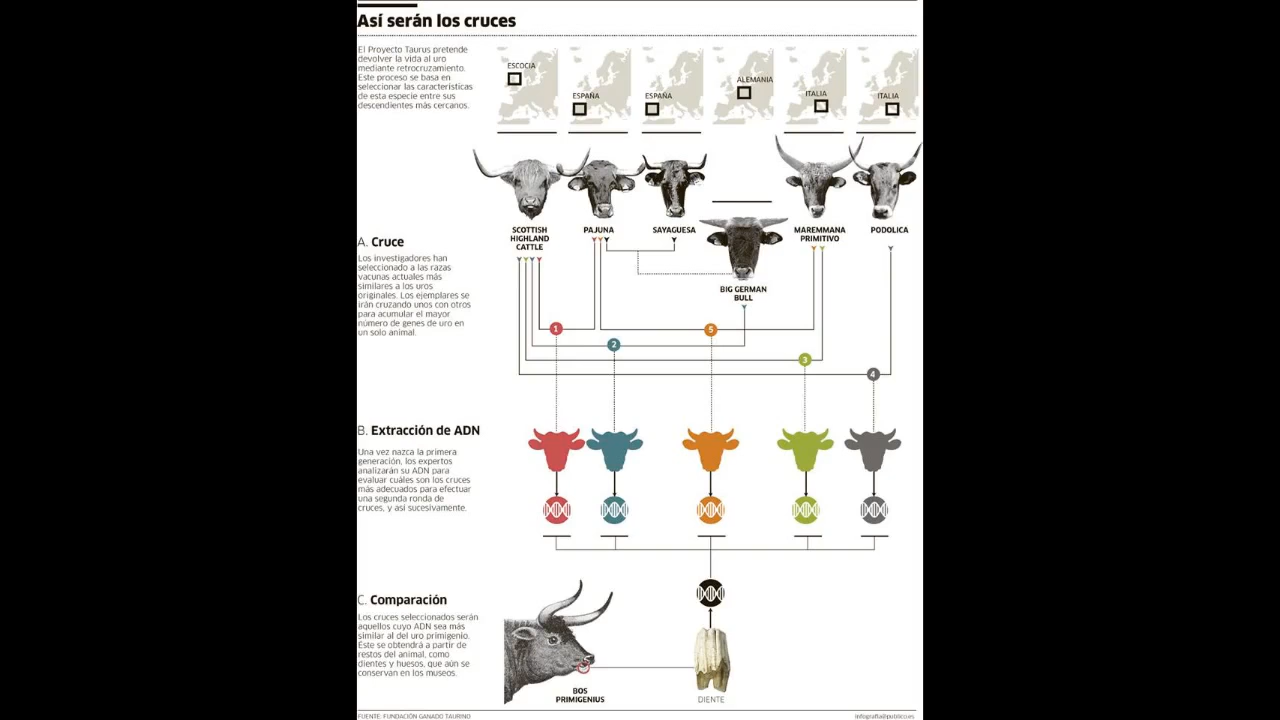 Así serán los cruces
El Proyecto Taurus pretende
devolver la vida al uro
mediante retrocruzamiento.
Este proceso se basa en
seleccionar las características
de esta especie entre sus
descendientes más cercanos.
ESCOCIA
ESPAÑA
ESPAÑA
ALEMANIA
ITALIA
ITALIA
SCOTTISH
HIGHLAND
CATTLE
PAJUNA
SAYAGUESA
BIG GERMAN
BULL
MAREMMANA
PRIMITIVO
PODOLICA
A. Cruce
Los investigadores han
seleccionado a las razas
vacunas actuales más
similares a los uros
originales. Los ejemplares se
irán cruzando unos con otros
para acumular el mayor
número de genes de uro en
un solo animal.
1
5
2
3
4
B. Extracción de ADN
Una vez nazca la primera
generación, los expertos
analizarán su ADN para
evaluar cuáles son los cruces
más adecuados para efectuar
una segunda ronda de
cruces, y así sucesivamente.
C. Comparación
Los cruces seleccionados serán
aquellos cuyo ADN sea más
similar al del uro primigenio.
Éste se obtendrá a partir de
restos del animal, como
dientes y huesos, que aún se
conservan en los museos.
BOS
PRIMIGENIUS
DIENTE
FUENTE: FUNDACIÓN GANADO TAURINO
infografia@publico.es